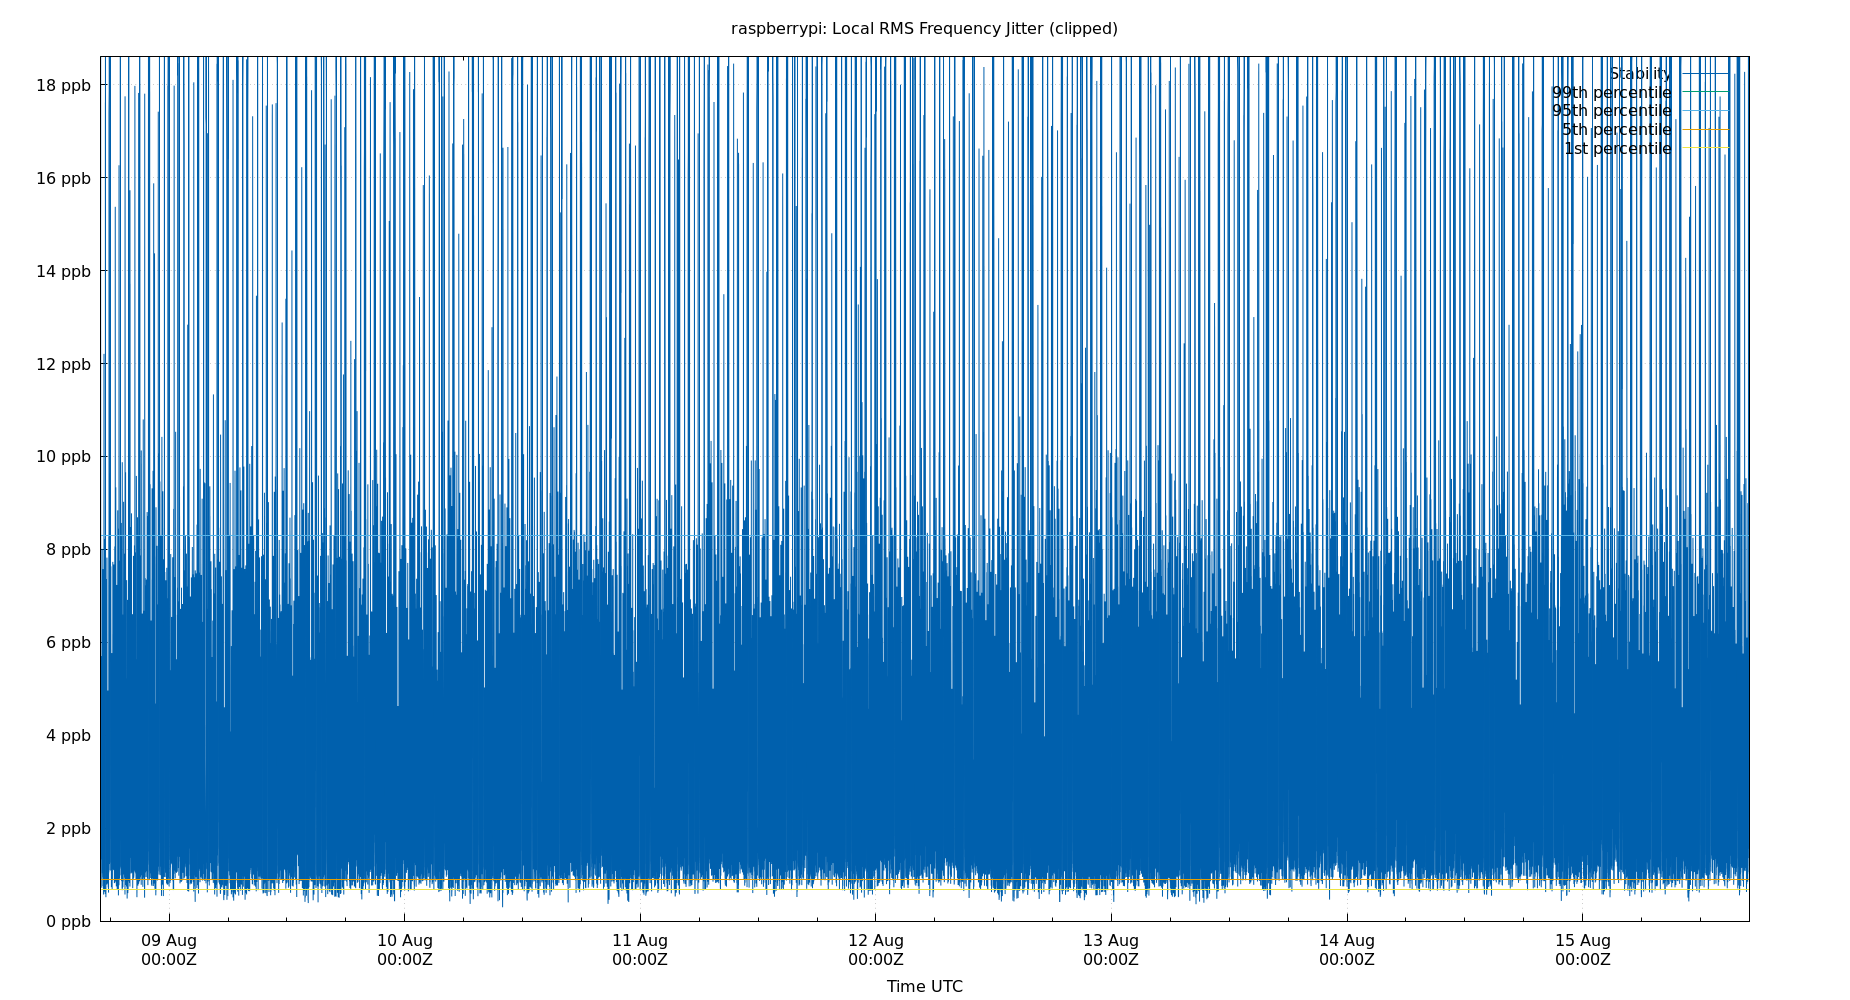 raspberrypi: Local RMS Frequency Jitter (clipped)
18 ppb
16 ppb
14 ppb
12 ppb
10 ppb
8 ppb
6 ppb
4 ppb
2 ppb
0 ppb
Stability
99th percentile
95th percentile
5th percentile
1st percentile
09 Aug 10 Aug 11 Aug 12 Aug 13 Aug 14 Aug 15 Aug
00:00Z 00:00Z 00:00Z 00:00Z 00:00Z 00:00Z 00:00Z
Time UTC